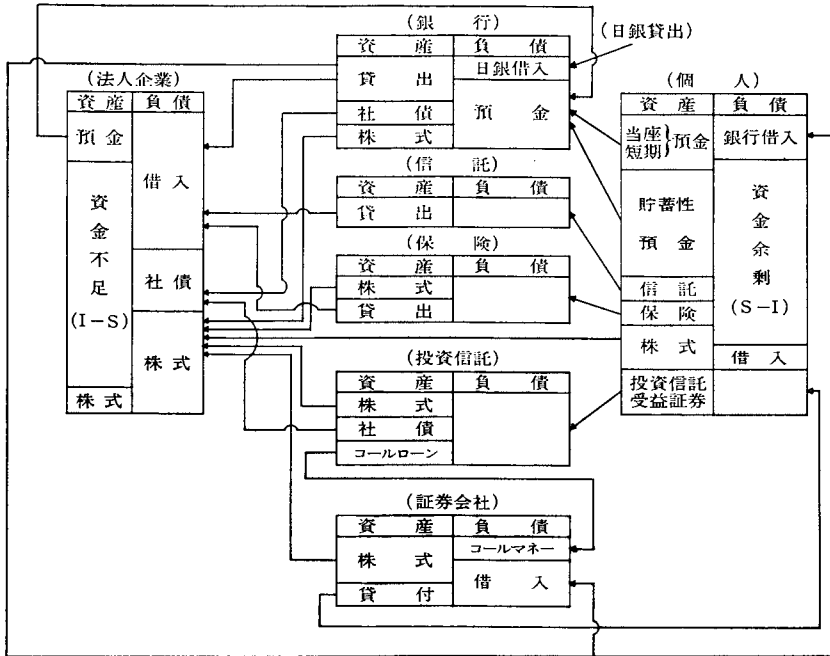 (銀行)
資産 負債
貸出 日銀借入
預金
社債
株式
(日銀貸出)
(法人企業)
資産 負債
預金 借入
資金不足
(I－S)
社債
株式
株式
(信託)
資産 負債
貸出
(保険)
資産 負債
株式
貸出
(投資信託)
資産 負債
株式
社債
コールローン
(証券会社)
資産 負債
株式 コールマネー
借入
貸付
(個人)
資産 負債
当座
短期}預金 銀行借入
貯蓄性
預金
資金余剰
(S－I)
信託
保険
株式 借入
投資信託
受益証券